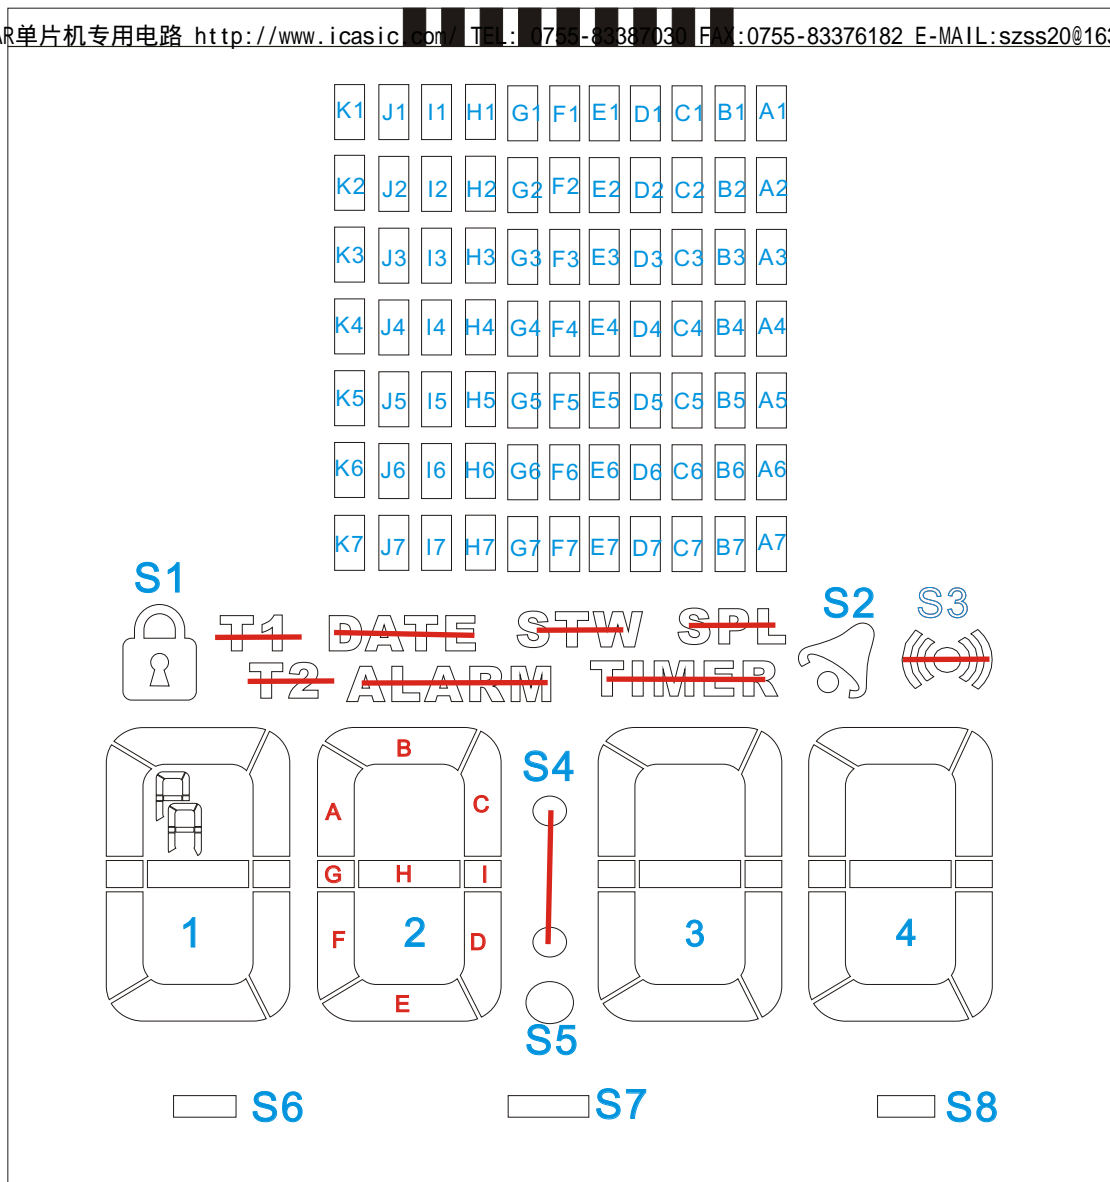 AR单片机专用电路 http://www.icasic.com/ TEL: 0755-83387030 FAX:0755-83376182 E-MAIL:szss20@163
K1 J1 I1 H1 G1 F1 E1 D1 C1 B1 A1
K2 J2 I2 H2 G2 F2 E2 D2 C2 B2 A2
K3 J3 I3 H3 G3 F3 E3 D3 C3 B3 A3
K4 J4 I4 H4 G4 F4 E4 D4 C4 B4 A4
K5 J5 I5 H5 G5 F5 E5 D5 C5 B5 A5
K6 J6 I6 H6 G6 F6 E6 D6 C6 B6 A6
K7 J7 I7 H7 G7 F7 E7 D7 C7 B7 A7
S1 S2 S3
T1 DATE STW SPL
T2 ALARM TIMER
B
S4
A C
G H I
1 F 2 D 3 4
E
S5
S6 S7 S8